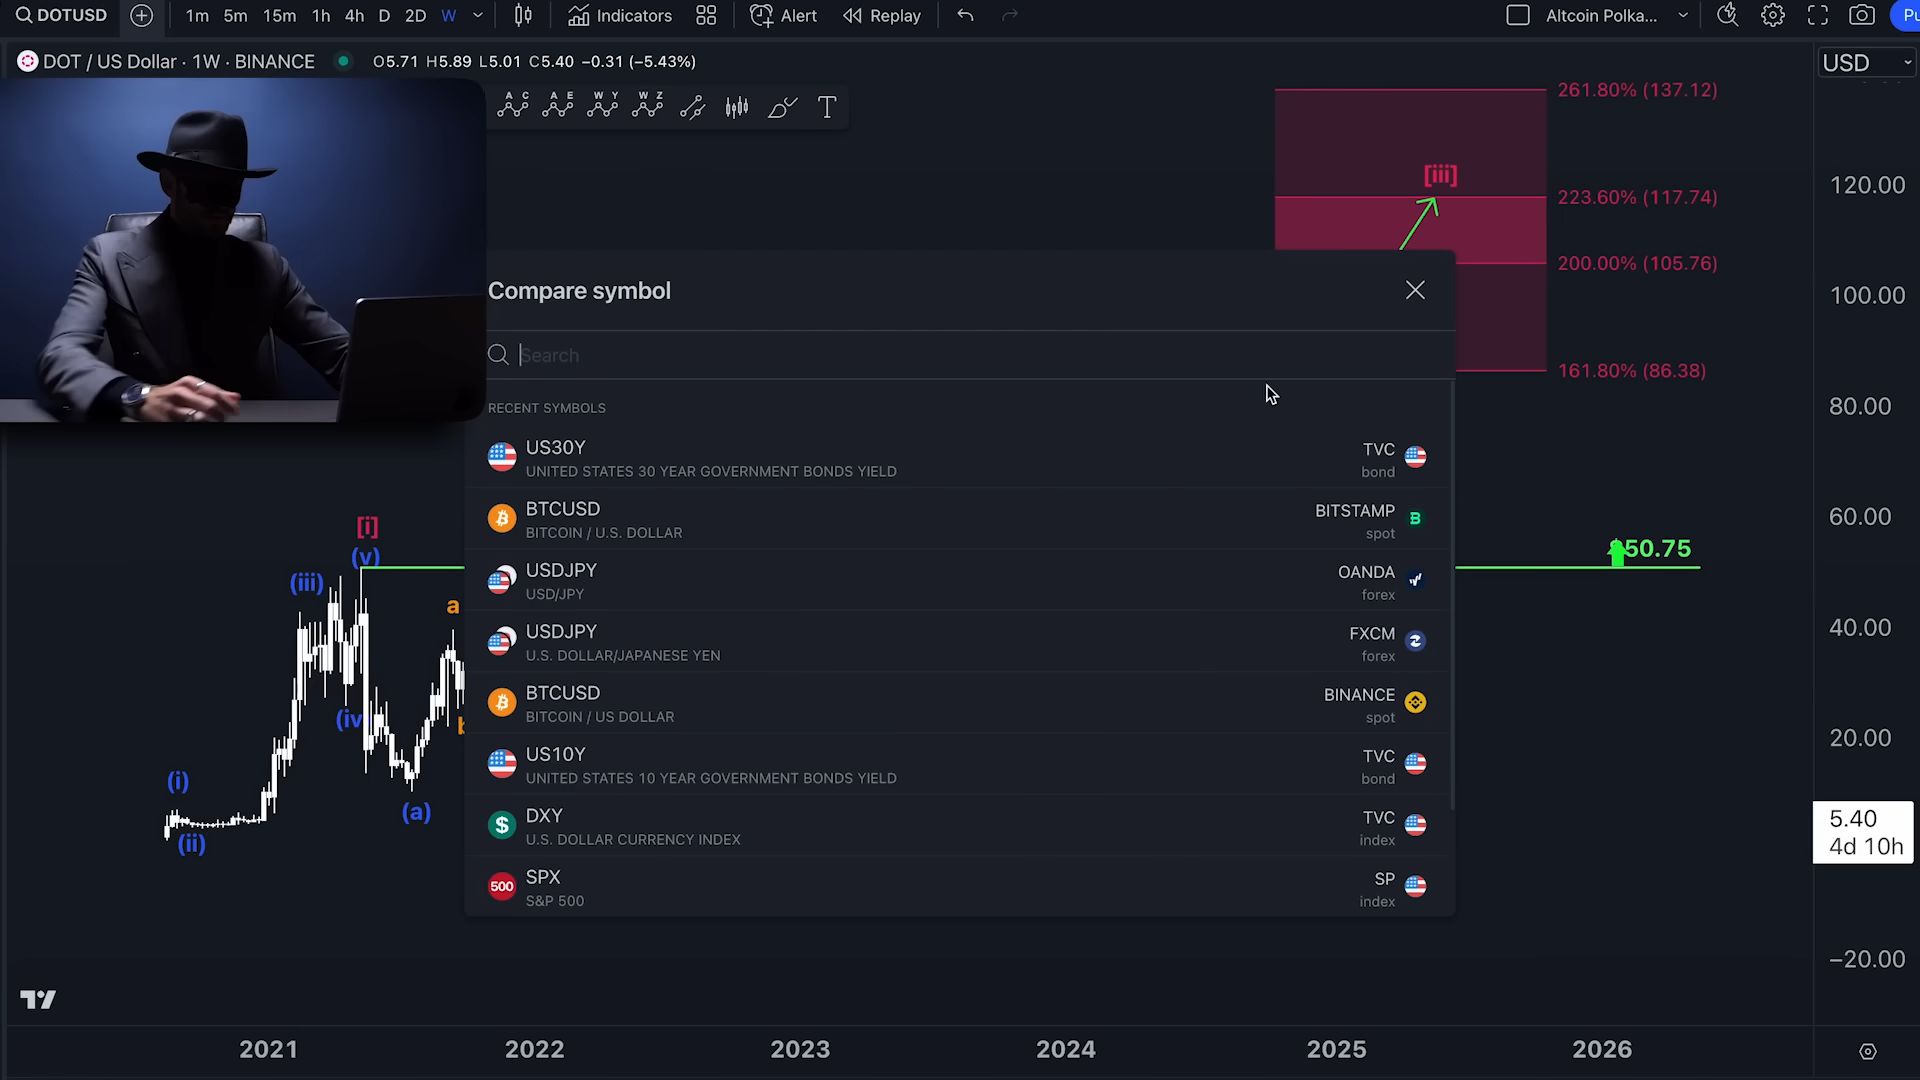 DOTUSD 1m 5m 15m 1h 4h D 2D W Indicators Alert Replay Altcoin Polka... Pu
DOT / US Dollar · 1W · BINANCE O5.71 H5.89 L5.01 C5.40 −0.31 (−5.43%) USD
A C A E W Y W Z T
261.80% (137.12)
[iii]
120.00
223.60% (117.74)
200.00% (105.76)
Compare symbol
100.00
Search
161.80% (86.38)
80.00
RECENT SYMBOLS
US30Y TVC
UNITED STATES 30 YEAR GOVERNMENT BONDS YIELD bond
BTCUSD BITSTAMP
BITCOIN / U.S. DOLLAR spot
60.00
[i]
(v)
50.75
USDJPY OANDA
USD/JPY forex
(iii)
a
USDJPY FXCM
U.S. DOLLAR/JAPANESE YEN forex
40.00
BTCUSD BINANCE
BITCOIN / US DOLLAR spot
(iv
b
20.00
US10Y TVC
UNITED STATES 10 YEAR GOVERNMENT BONDS YIELD bond
(i)
(a)
DXY TVC
U.S. DOLLAR CURRENCY INDEX index
(ii)
5.40
4d 10h
500
SPX SP
S&P 500 index
−20.00
2021 2022 2023 2024 2025 2026